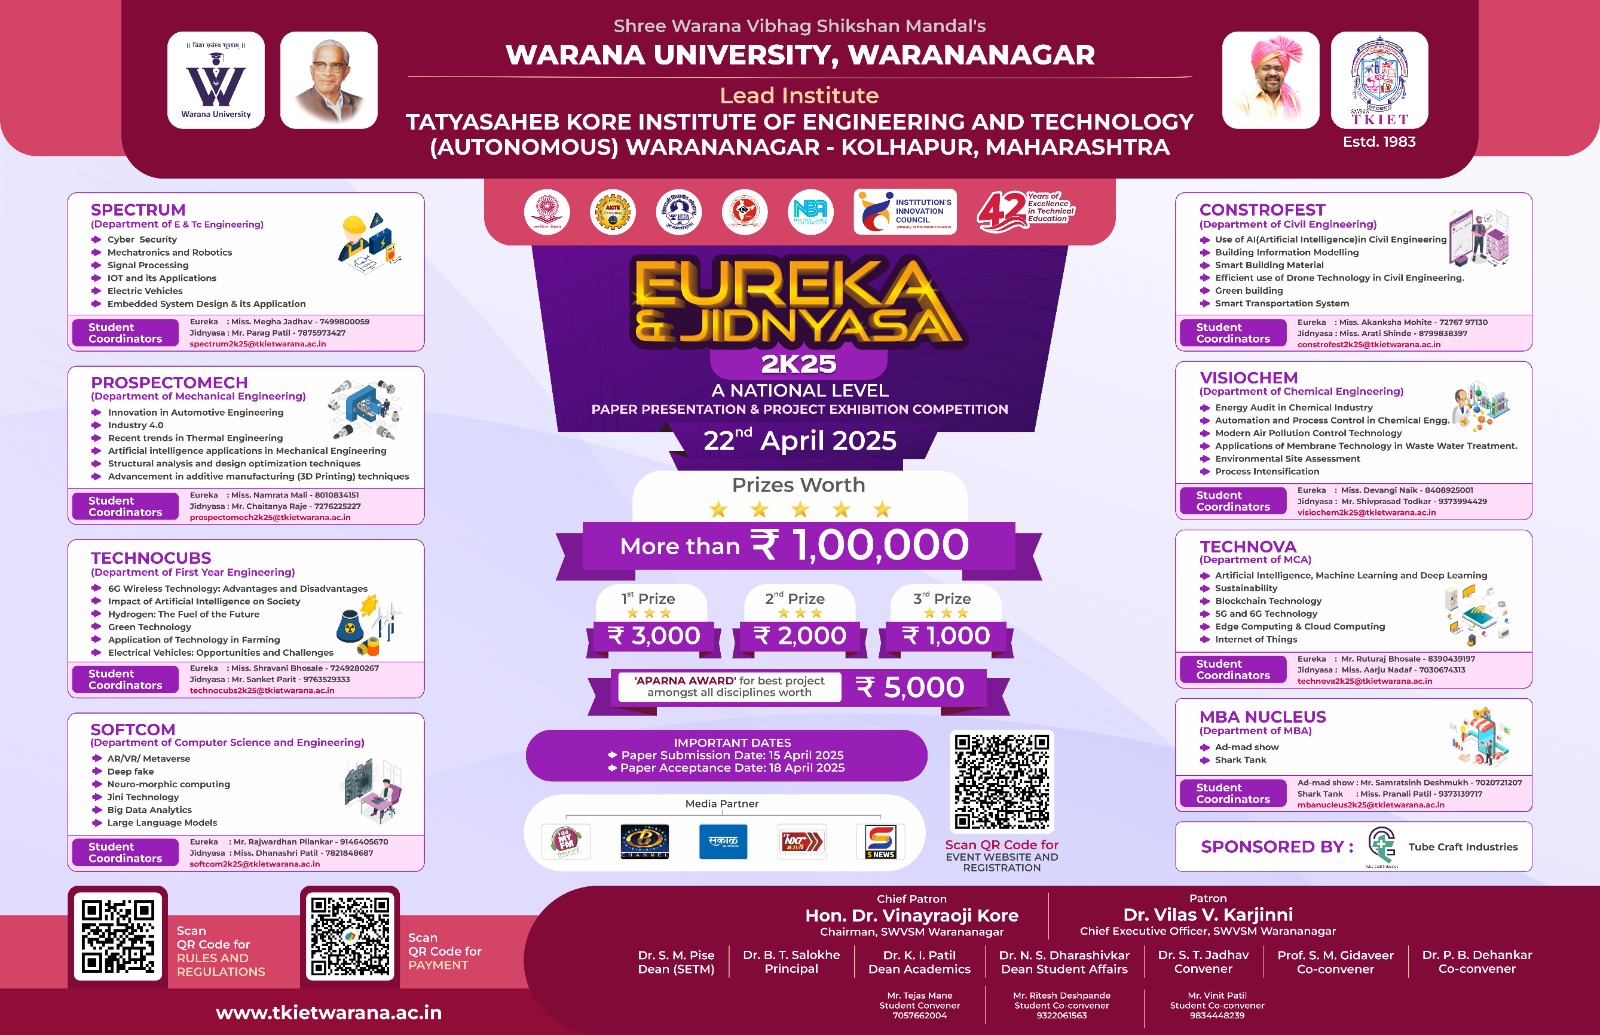 Shree Warana Vibhag Shikshan Mandal's
WARANA UNIVERSITY, WARANANAGAR
Lead Institute
TATYASAHEB KORE INSTITUTE OF ENGINEERING AND TECHNOLOGY
(AUTONOMOUS) WARANANAGAR - KOLHAPUR, MAHARASHTRA
|| विद्या सर्वस्य भूषणम् ||
W
Warana University
SVVSM'S
TKIET
Estd. 1983
AICTE
NBA
INSTITUTION'S
INNOVATION
COUNCIL
42 Years of
Excellence
in Technical
Education
EUREKA
& JIDNYASA
2K25
A NATIONAL LEVEL
PAPER PRESENTATION & PROJECT EXHIBITION COMPETITION
22nd April 2025
Prizes Worth
More than ₹ 1,00,000
1st Prize
₹ 3,000
2nd Prize
₹ 2,000
3rd Prize
₹ 1,000
'APARNA AWARD' for best project
amongst all disciplines worth
₹ 5,000
IMPORTANT DATES
Paper Submission Date: 15 April 2025
Paper Acceptance Date: 18 April 2025
Media Partner
MY FM
B
CHANNEL
सकाळ
NXT
S
S NEWS
Scan QR Code for
EVENT WEBSITE AND
REGISTRATION
SPECTRUM
(Department of E & Tc Engineering)
Cyber Security
Mechatronics and Robotics
Signal Processing
IOT and its Applications
Electric Vehicles
Embedded System Design & its Application
Student
Coordinators
Eureka : Miss. Megha Jadhav - 7499800059
Jidnyasa : Mr. Parag Patil - 7875973427
spectrum2k25@tkietwarana.ac.in
PROSPECTOMECH
(Department of Mechanical Engineering)
Innovation in Automotive Engineering
Industry 4.0
Recent trends in Thermal Engineering
Artificial intelligence applications in Mechanical Engineering
Structural analysis and design optimization techniques
Advancement in additive manufacturing (3D Printing) techniques
Student
Coordinators
Eureka : Miss. Namrata Mali - 8010834151
Jidnyasa : Mr. Chaitanya Raje - 7276225227
prospectomech2k25@tkietwarana.ac.in
TECHNOCUBS
(Department of First Year Engineering)
6G Wireless Technology: Advantages and Disadvantages
Impact of Artificial Intelligence on Society
Hydrogen: The Fuel of the Future
Green Technology
Application of Technology in Farming
Electrical Vehicles: Opportunities and Challenges
Student
Coordinators
Eureka : Miss. Shravani Bhosale - 7249280267
Jidnyasa : Mr. Sanket Parit - 9763529333
technocubs2k25@tkietwarana.ac.in
SOFTCOM
(Department of Computer Science and Engineering)
AR/VR/ Metaverse
Deep fake
Neuro-morphic computing
Jini Technology
Big Data Analytics
Large Language Models
Student
Coordinators
Eureka : Mr. Rajwardhan Pilankar - 9146405670
Jidnyasa : Miss. Dhanashri Patil - 7821848687
softcom2k25@tkietwarana.ac.in
CONSTROFEST
(Department of Civil Engineering)
Use of AI(Artificial Intelligence)in Civil Engineering
Building Information Modelling
Smart Building Material
Efficient use of Drone Technology in Civil Engineering.
Green building
Smart Transportation System
Student
Coordinators
Eureka : Miss. Akanksha Mohite - 72767 97130
Jidnyasa : Miss. Arati Shinde - 8799838397
constrofest2k25@tkietwarana.ac.in
VISIOCHEM
(Department of Chemical Engineering)
Energy Audit in Chemical Industry
Automation and Process Control in Chemical Engg.
Modern Air Pollution Control Technology
Applications of Membrane Technology in Waste Water Treatment.
Environmental Site Assessment
Process Intensification
Student
Coordinators
Eureka : Miss. Devangi Naik - 8408925001
Jidnyasa : Mr. Shivprasad Todkar - 9373994429
visiochem2k25@tkietwarana.ac.in
TECHNOVA
(Department of MCA)
Artificial Intelligence, Machine Learning and Deep Learning
Sustainability
Blockchain Technology
5G and 6G Technology
Edge Computing & Cloud Computing
Internet of Things
Student
Coordinators
Eureka : Mr. Ruturaj Bhosale - 8390439197
Jidnyasa : Miss. Aarju Nadaf - 7030674313
technova2k25@tkietwarana.ac.in
MBA NUCLEUS
(Department of MBA)
Ad-mad show
Shark Tank
Student
Coordinators
Ad-mad show : Mr. Samratsinh Deshmukh - 7020721207
Shark Tank : Miss. Pranali Patil - 9373139717
mbanucleus2k25@tkietwarana.ac.in
SPONSORED BY :
Tube Craft Industries
Tube Craft Industries
Scan
QR Code for
RULES AND
REGULATIONS
Scan
QR Code for
PAYMENT
www.tkietwarana.ac.in
Chief Patron
Hon. Dr. Vinayraoji Kore
Chairman, SWVSM Warananagar
Patron
Dr. Vilas V. Karjinni
Chief Executive Officer, SWVSM Warananagar
Dr. S. M. Pise
Dean (SETM)
Dr. B. T. Salokhe
Principal
Dr. K. I. Patil
Dean Academics
Dr. N. S. Dharashivkar
Dean Student Affairs
Dr. S. T. Jadhav
Convener
Prof. S. M. Gidaveer
Co-convener
Dr. P. B. Dehankar
Co-convener
Mr. Tejas Mane
Student Convener
7057662004
Mr. Ritesh Deshpande
Student Co-convener
9322061563
Mr. Vinit Patil
Student Co-convener
9834448239